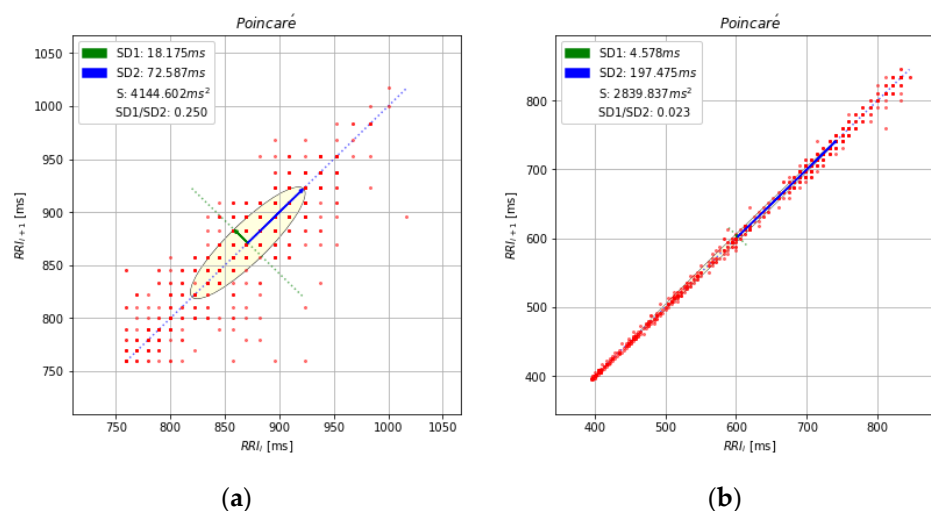 Poincaré
SD1: 18.175ms
SD2: 72.587ms
S: 4144.602ms²
SD1/SD2: 0.250
1050
1000
950
900
850
800
750
RRI_{i+1} [ms]
750 800 850 900 950 1000 1050
RRI_i [ms]
(a)
Poincaré
SD1: 4.578ms
SD2: 197.475ms
S: 2839.837ms²
SD1/SD2: 0.023
800
700
600
500
400
RRI_{i+1} [ms]
400 500 600 700 800
RRI_i [ms]
(b)